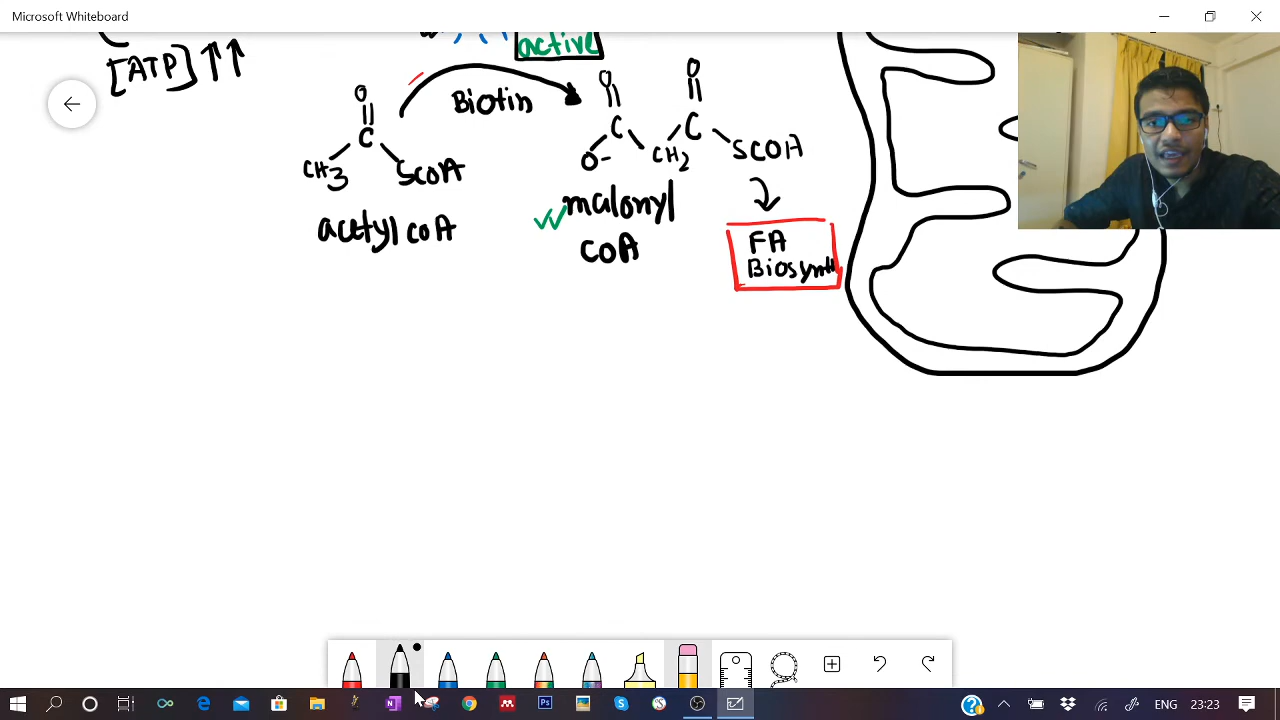 Microsoft Whiteboard
active
[ATP] ↑↑
O
O
O
Biotin
C
C
C
CH3
SCOA
O-
CH2
SCOA
malonyl
acetyl coA
COA
FA
Biosynth
ENG
23:23